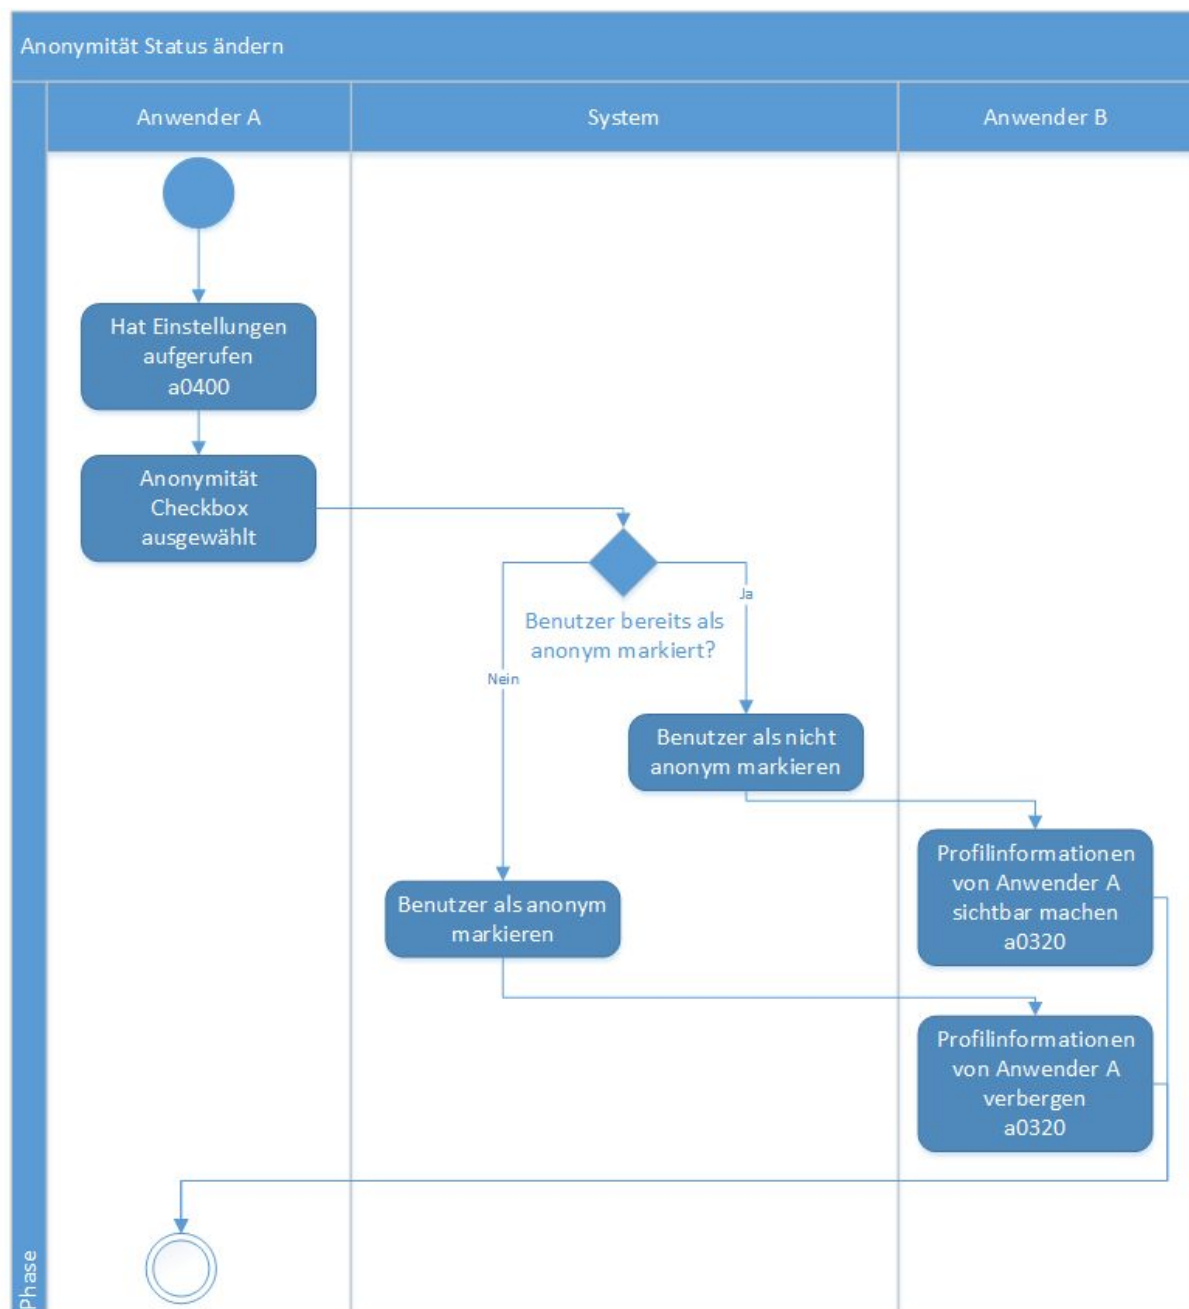 Anonymität Status ändern
Anwender A
System
Anwender B
Hat Einstellungen
aufgerufen
a0400
Anonymität
Checkbox
ausgewählt
Ja
Benutzer bereits als
anonym markiert?
Nein
Benutzer als nicht
anonym markieren
Profilinformationen
von Anwender A
sichtbar machen
a0320
Benutzer als anonym
markieren
Profilinformationen
von Anwender A
verbergen
a0320
Phase